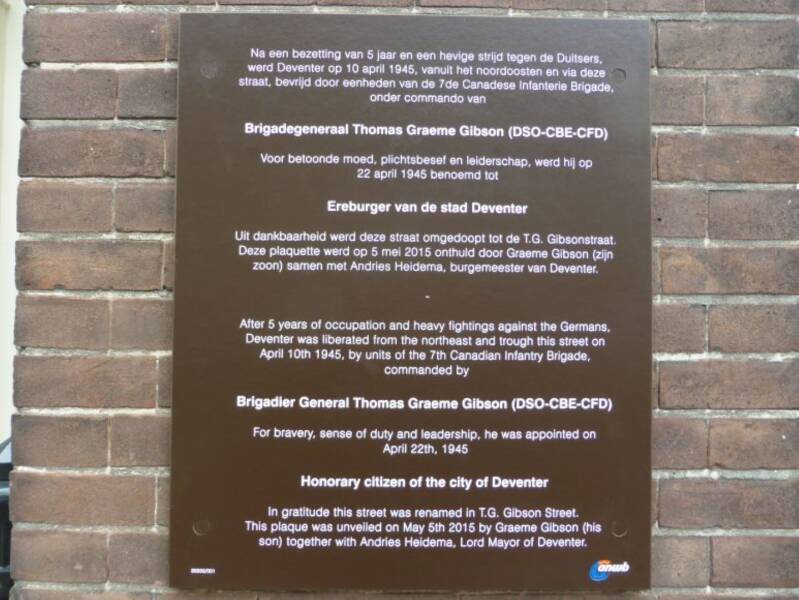 Na een bezetting van 5 jaar en een hevige strijd tegen de Duitsers,
werd Deventer op 10 april 1945, vanuit het noordoosten en via deze
straat, bevrijd door eenheden van de 7de Canadese Infanterie Brigade,
onder commando van
Brigadegeneraal Thomas Graeme Gibson (DSO-CBE-CFD)
Voor betoonde moed, plichtsbesef en leiderschap, werd hij op
22 april 1945 benoemd tot
Ereburger van de stad Deventer
Uit dankbaarheid werd deze straat omgedoopt tot de T.G. Gibsonstraat.
Deze plaquette werd op 5 mei 2015 onthuld door Graeme Gibson (zijn
zoon) samen met Andries Heidema, burgemeester van Deventer.
-
After 5 years of occupation and heavy fightings against the Germans,
Deventer was liberated from the northeast and trough this street on
April 10th 1945, by units of the 7th Canadian Infantry Brigade,
commanded by
Brigadier General Thomas Graeme Gibson (DSO-CBE-CFD)
For bravery, sense of duty and leadership, he was appointed on
April 22th, 1945
Honorary citizen of the city of Deventer
In gratitude this street was renamed in T.G. Gibson Street.
This plaque was unveiled on May 5th 2015 by Graeme Gibson (his
son) together with Andries Heidema, Lord Mayor of Deventer.
anwb